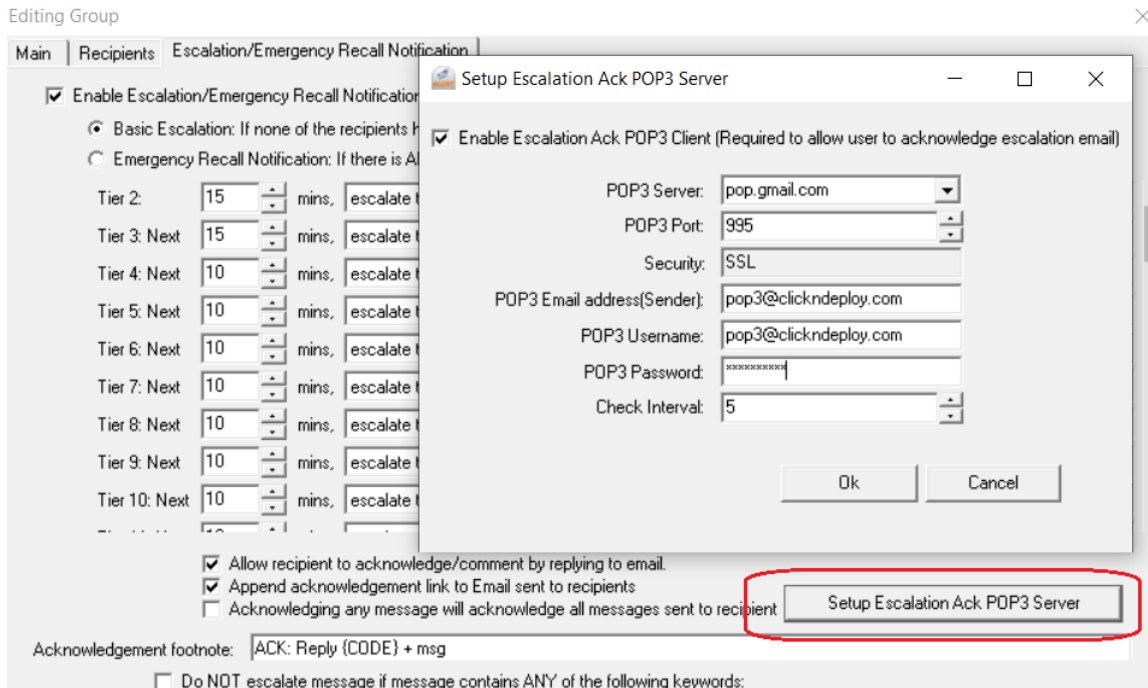 Editing Group
Main Recipients Escalation/Emergency Recall Notification
Setup Escalation Ack POP3 Server
Enable Escalation/Emergency Recall Notification
Basic Escalation: If none of the recipients
Emergency Recall Notification: If there is
Enable Escalation Ack POP3 Client (Required to allow user to acknowledge escalation email)
POP3 Server: pop.gmail.com
POP3 Port: 995
Security: SSL
POP3 Email address(Sender): pop3@clickndeploy.com
POP3 Username: pop3@clickndeploy.com
POP3 Password: **********
Check Interval: 5
Ok Cancel
Tier 2: 15 mins, escalate
Tier 3: Next 15 mins, escalate
Tier 4: Next 10 mins, escalate
Tier 5: Next 10 mins, escalate
Tier 6: Next 10 mins, escalate
Tier 7: Next 10 mins, escalate
Tier 8: Next 10 mins, escalate
Tier 9: Next 10 mins, escalate
Tier 10: Next 10 mins, escalate
Allow recipient to acknowledge/comment by replying to email.
Append acknowledgement link to Email sent to recipients
Acknowledging any message will acknowledge all messages sent to recipient
Setup Escalation Ack POP3 Server
Acknowledgement footnote: ACK: Reply {CODE} + msg
Do NOT escalate message if message contains ANY of the following keywords: